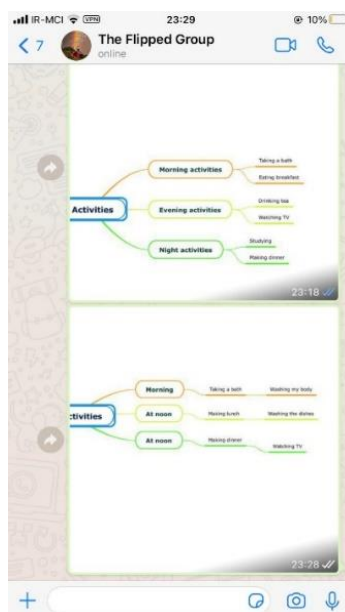 IR-MCI VPN 23:29 10%
7 The Flipped Group
online
Taking a bath
Morning activities
Eating breakfast
Drinking tea
Activities Evening activities
Watching TV
Studying
Night activities
Making dinner
23:18
Morning Taking a bath Washing my body
ctivities At noon Making lunch Washing the dishes
At noon Making dinner Watching TV
23:28